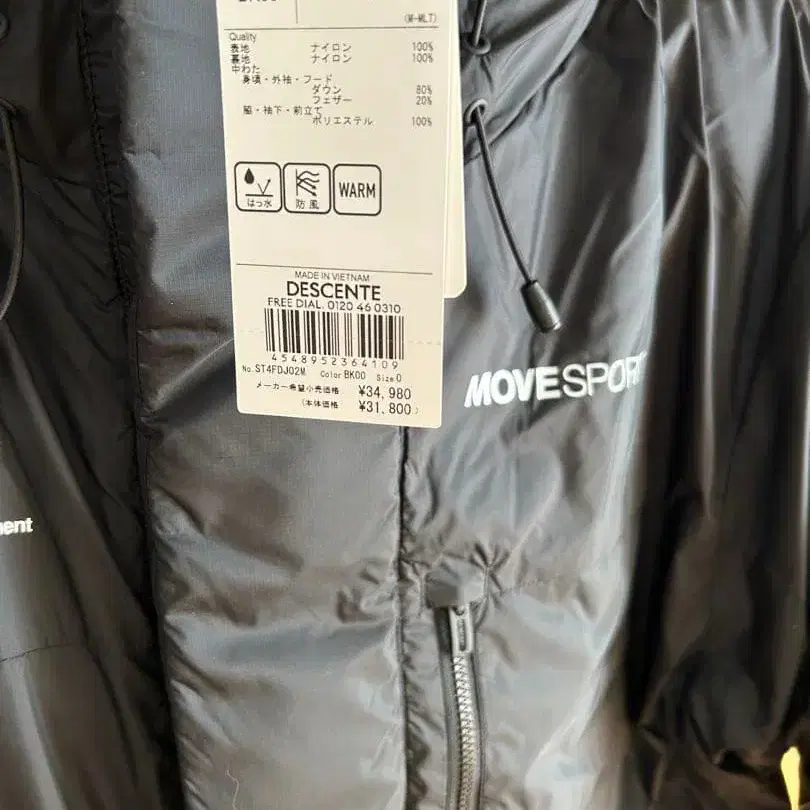 (M-MLT)
Quality
表地 ナイロン 100%
裏地 ナイロン 100%
中わた
身頃・外袖・フード
ダウン 80%
フェザー 20%
脇・袖下・前立て
ポリエステル 100%
はっ水 防風 WARM
MADE IN VIETNAM
DESCENTE
FREE DIAL. 0120 46 0310
4548952364109
No. ST4FDJ02M Color BK00 Size O
メーカー希望小売価格 ¥34,980
(本体価格 ¥31,800)
MOVESPORT
ment